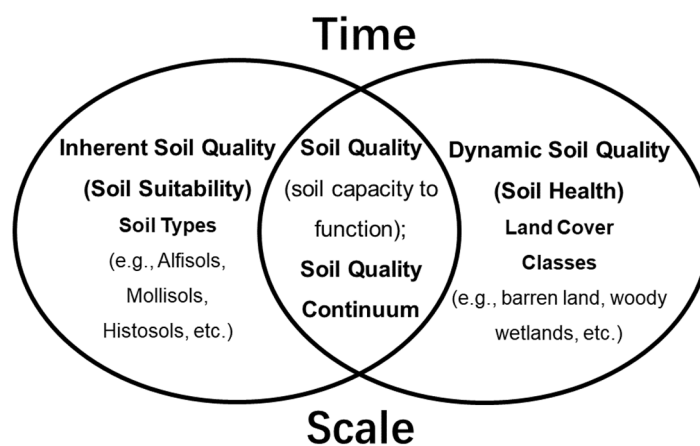 Time
Inherent Soil Quality
(Soil Suitability)
Soil Types
(e.g., Alfisols,
Mollisols,
Histosols, etc.)
Soil Quality
(soil capacity to
function);
Soil Quality
Continuum
Dynamic Soil Quality
(Soil Health)
Land Cover
Classes
(e.g., barren land, woody
wetlands, etc.)
Scale